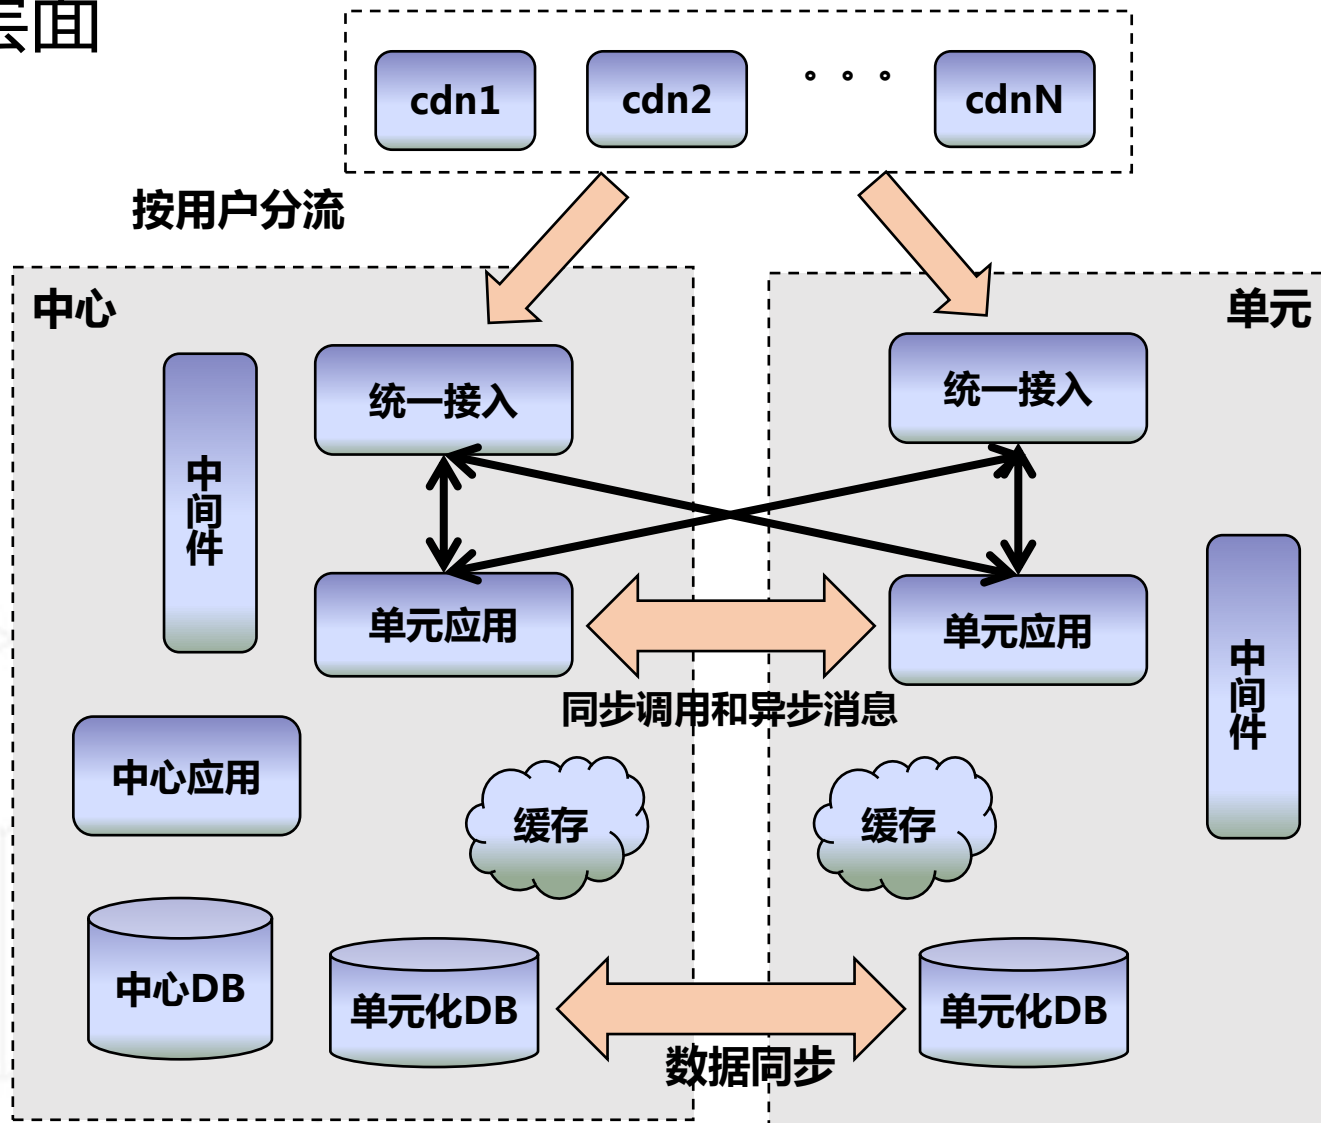 层面
cdn1
cdn2
cdnN
按用户分流
中心
单元
统一接入
统一接入
中间件
单元应用
单元应用
中间件
同步调用和异步消息
中心应用
缓存
缓存
中心DB
单元化DB
单元化DB
数据同步